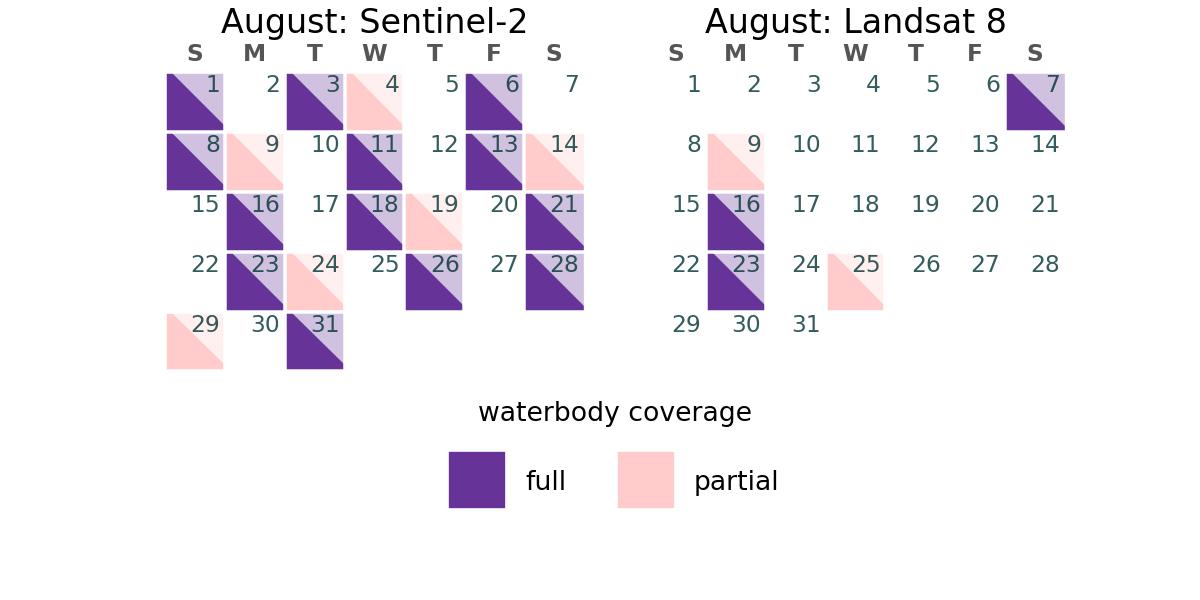 August: Sentinel-2
S M T W T F S
1 2 3 4 5 6 7
8 9 10 11 12 13 14
15 16 17 18 19 20 21
22 23 24 25 26 27 28
29 30 31
August: Landsat 8
S M T W T F S
1 2 3 4 5 6 7
8 9 10 11 12 13 14
15 16 17 18 19 20 21
22 23 24 25 26 27 28
29 30 31
waterbody coverage
full partial